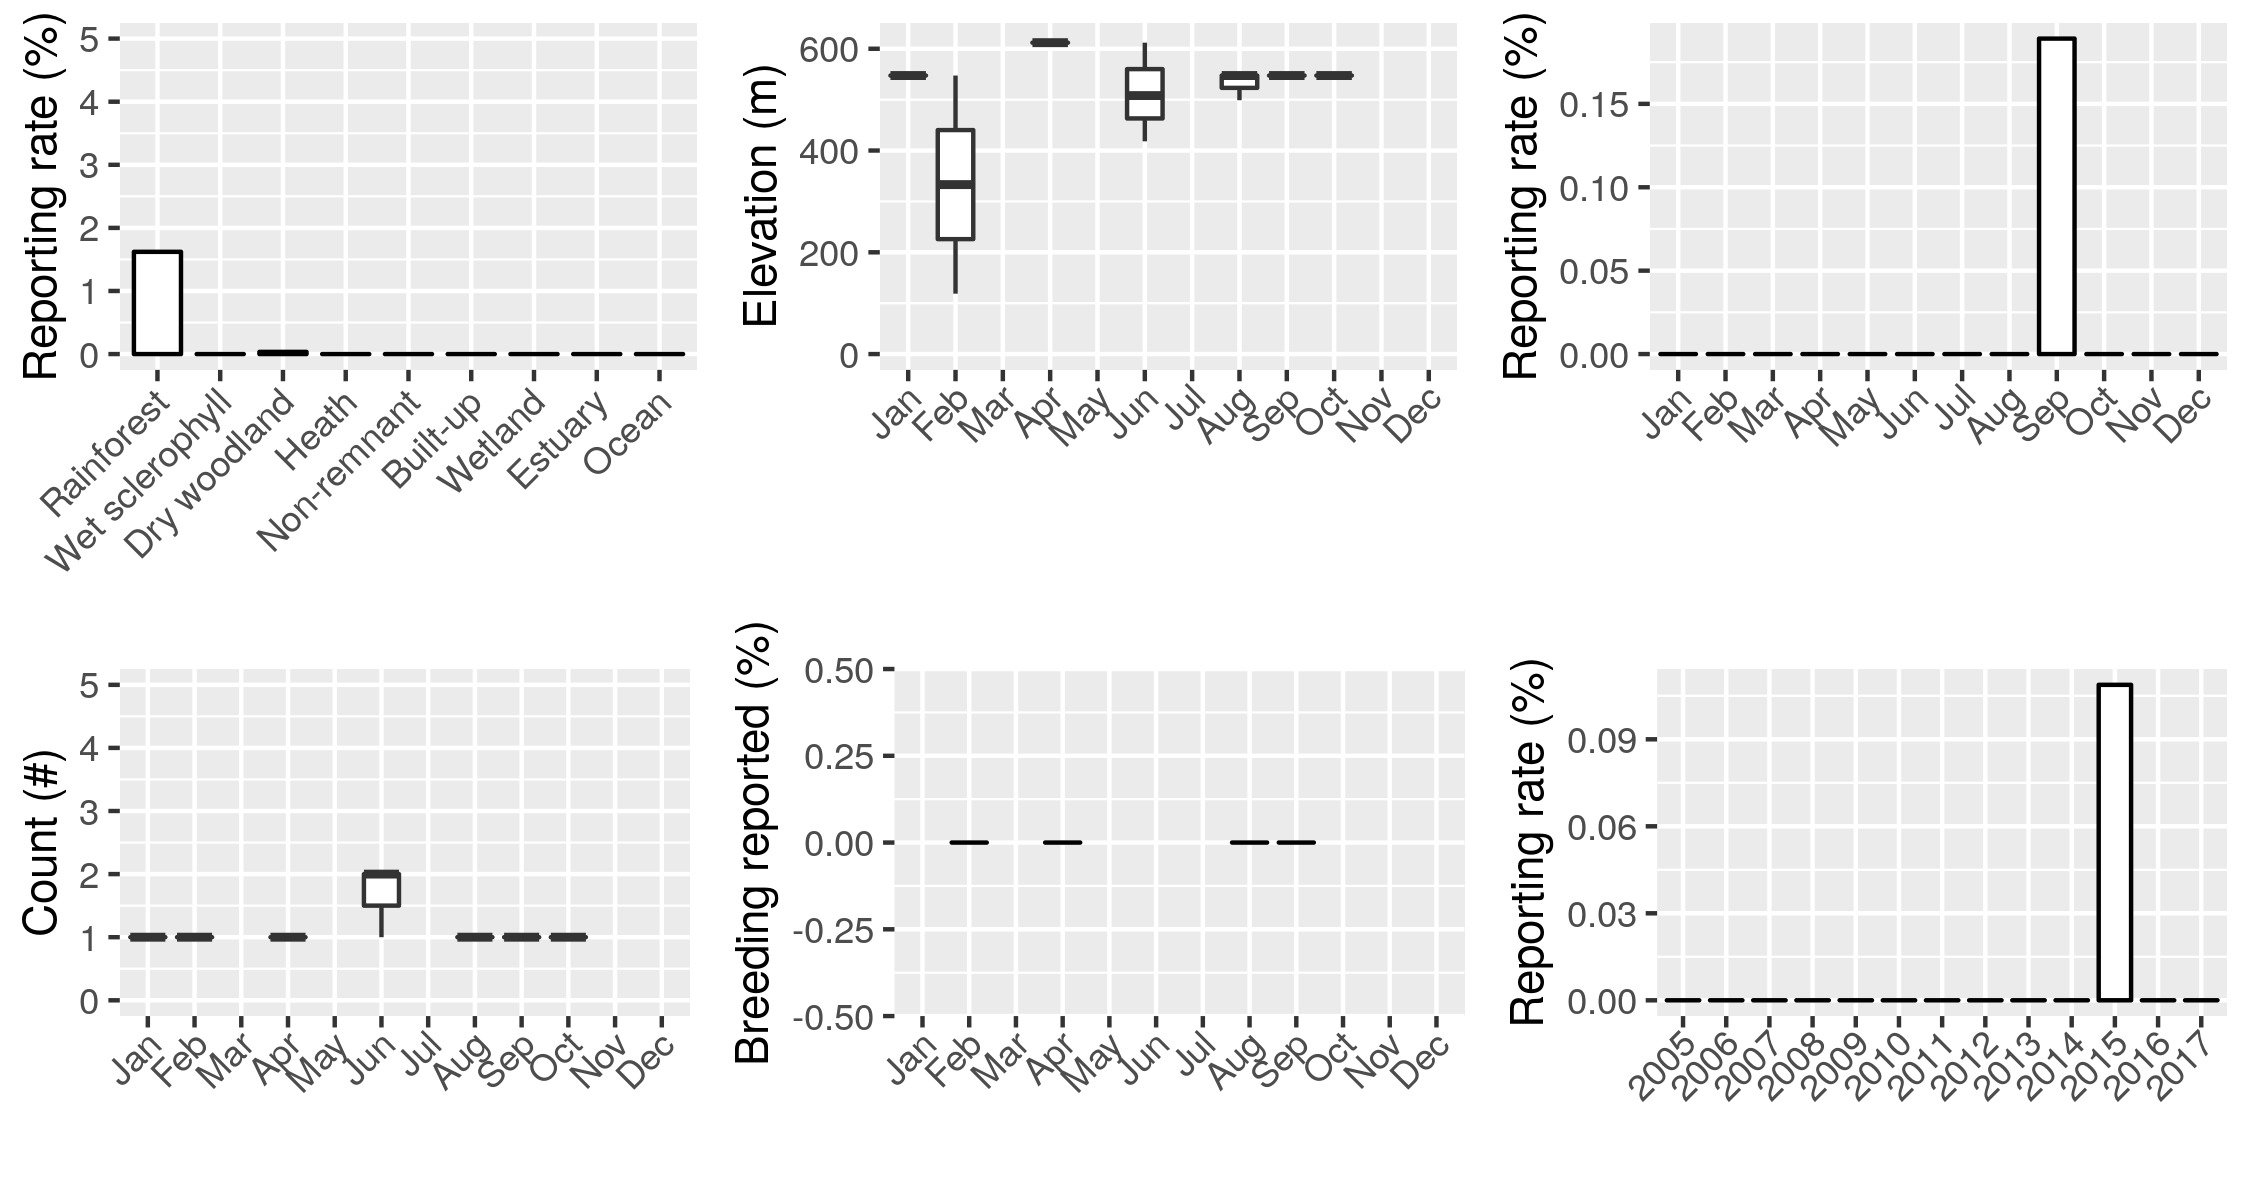 Reporting rate (%)
5
4
3
2
1
0
Rainforest
Wet sclerophyll
Dry woodland
Heath
Non-remnant
Built-up
Wetland
Estuary
Ocean
Elevation (m)
600
400
200
0
Jan Feb Mar Apr May Jun Jul Aug Sep Oct Nov Dec
Reporting rate (%)
0.15
0.10
0.05
0.00
Jan Feb Mar Apr May Jun Jul Aug Sep Oct Nov Dec
Count (#)
5
4
3
2
1
0
Jan Feb Mar Apr May Jun Jul Aug Sep Oct Nov Dec
Breeding reported (%)
0.50
0.25
0.00
-0.25
-0.50
Jan Feb Mar Apr May Jun Jul Aug Sep Oct Nov Dec
Reporting rate (%)
0.09
0.06
0.03
0.00
2005 2006 2007 2008 2009 2010 2011 2012 2013 2014 2015 2016 2017